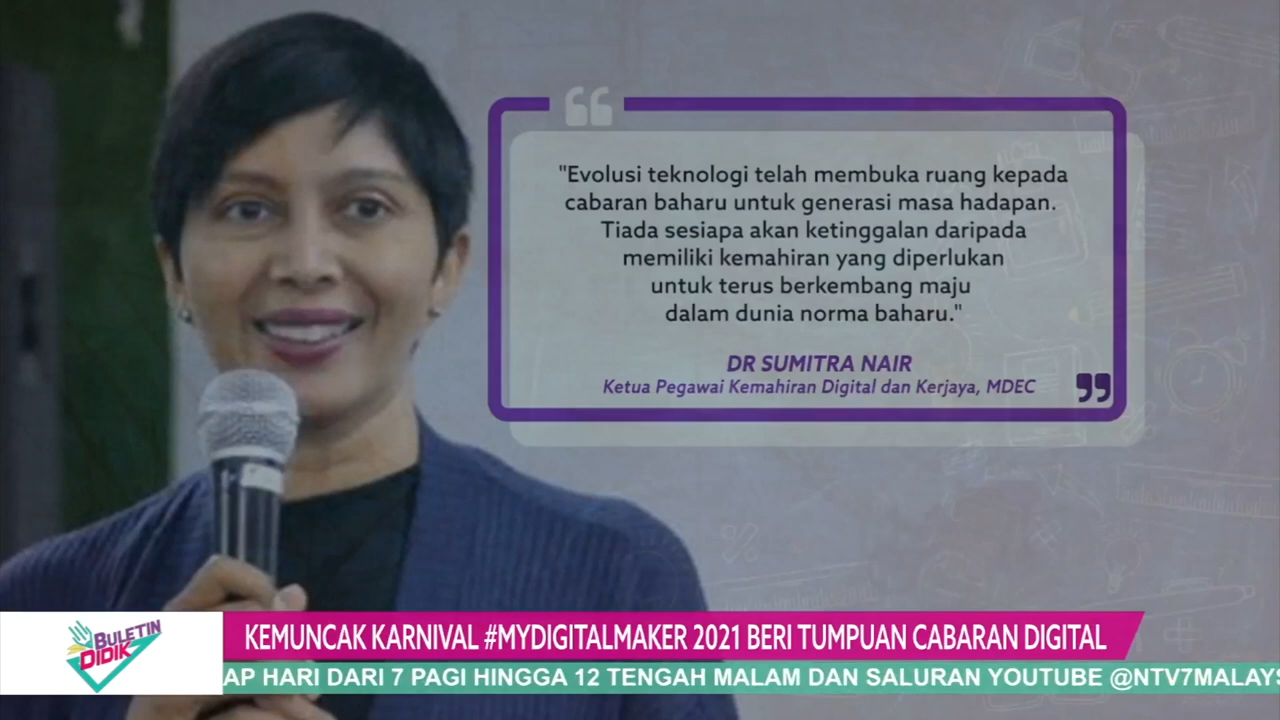 "Evolusi teknologi telah membuka ruang kepada
cabaran baharu untuk generasi masa hadapan.
Tiada sesiapa akan ketinggalan daripada
memiliki kemahiran yang diperlukan
untuk terus berkembang maju
dalam dunia norma baharu."
DR SUMITRA NAIR
Ketua Pegawai Kemahiran Digital dan Kerjaya, MDEC
BULETIN
DIDIK
KEMUNCAK KARNIVAL #MYDIGITALMAKER 2021 BERI TUMPUAN CABARAN DIGITAL
AP HARI DARI 7 PAGI HINGGA 12 TENGAH MALAM DAN SALURAN YOUTUBE @NTV7MALAYS